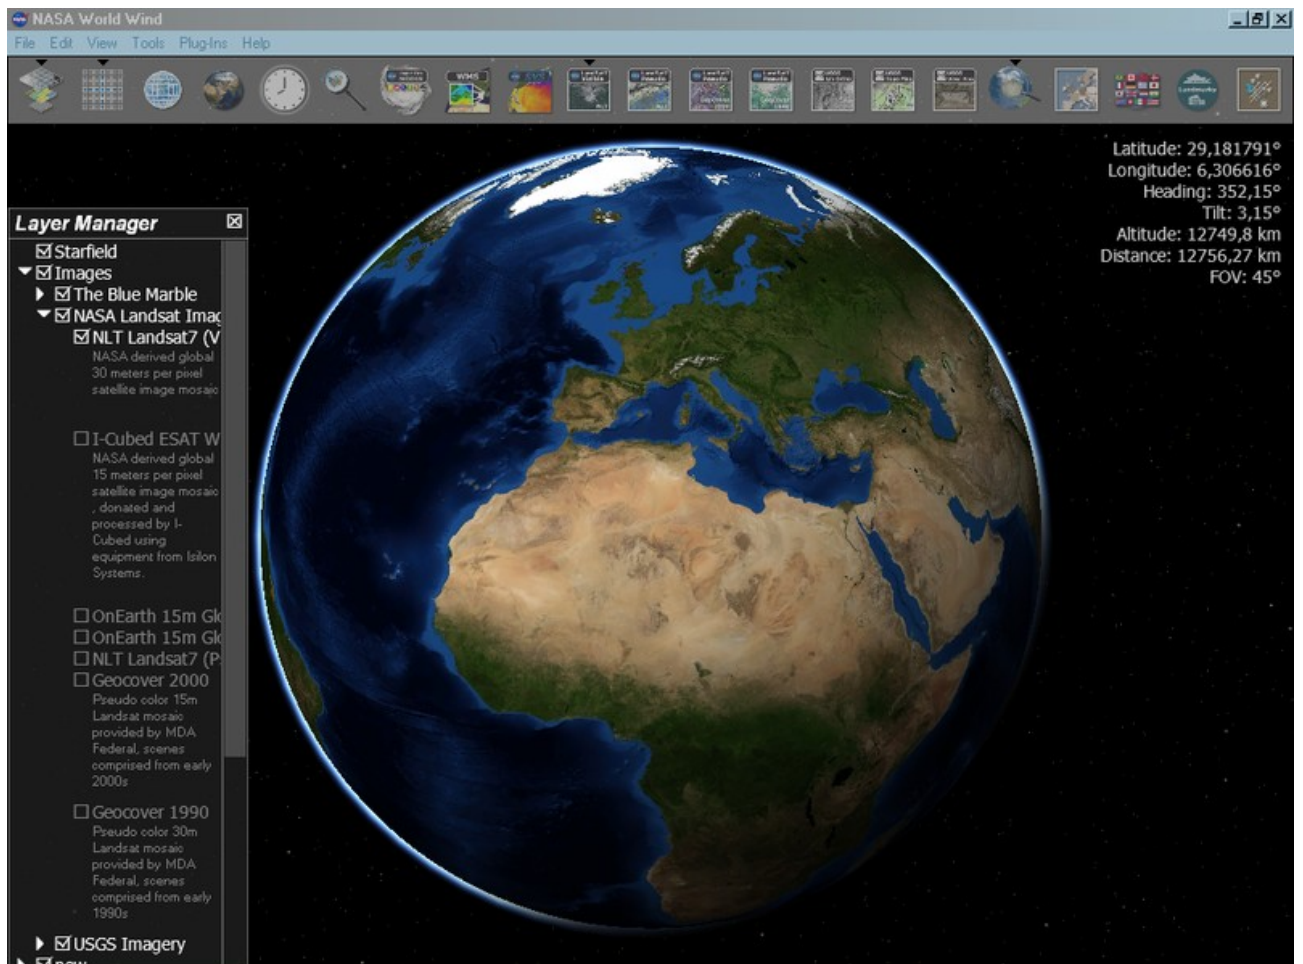 NASA World Wind
File Edit View Tools Plug-Ins Help
WMS
Latitude: 29,181791°
Longitude: 6,306616°
Heading: 352,15°
Tilt: 3,15°
Altitude: 12749,8 km
Distance: 12756,27 km
FOV: 45°
Layer Manager
Starfield
Images
The Blue Marble
NASA Landsat Imag
NLT Landsat7 (V
NASA derived global
30 meters per pixel
satellite image mosaic
I-Cubed ESAT W
NASA derived global
15 meters per pixel
satellite image mosaic
, donated and
processed by I-
Cubed using
equipment from Isilon
Systems.
OnEarth 15m Glo
OnEarth 15m Glo
NLT Landsat7 (P
Geocover 2000
Pseudo color 15m
Landsat mosaic
provided by MDA
Federal, scenes
comprised from early
2000s
Geocover 1990
Pseudo color 30m
Landsat mosaic
provided by MDA
Federal, scenes
comprised from early
1990s
USGS Imagery